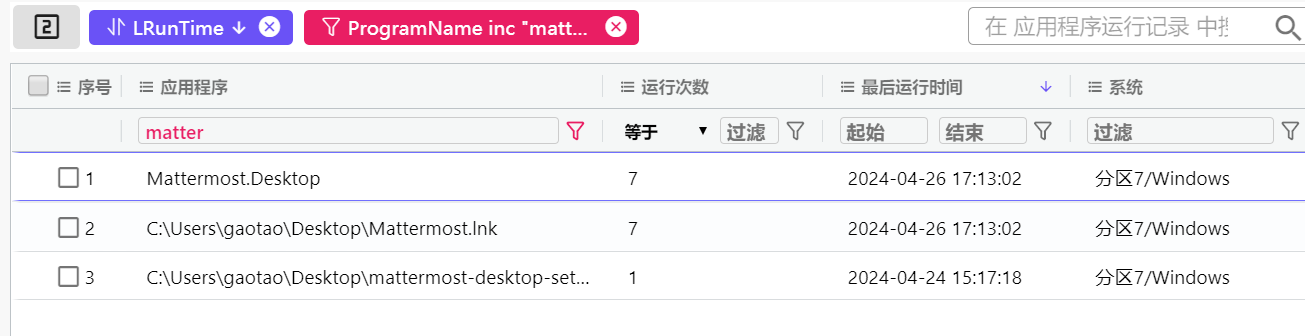 2 LRunTime ProgramName inc "matt... 在 应用程序运行记录 中搜
序号 应用程序 运行次数 最后运行时间 系统
matter 等于 过滤 起始 结束 过滤
1 Mattermost.Desktop 7 2024-04-26 17:13:02 分区7/Windows
2 C:\Users\gaotao\Desktop\Mattermost.lnk 7 2024-04-26 17:13:02 分区7/Windows
3 C:\Users\gaotao\Desktop\mattermost-desktop-set... 1 2024-04-24 15:17:18 分区7/Windows